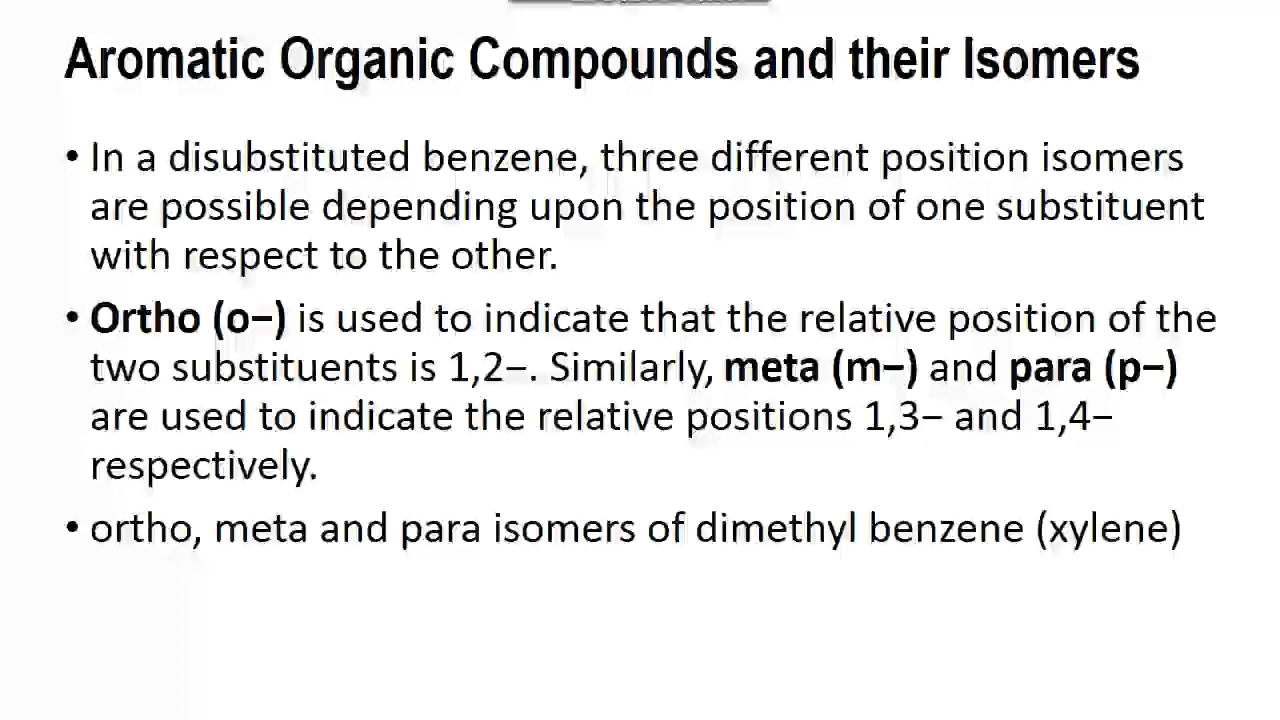 Aromatic Organic Compounds and their Isomers
• In a disubstituted benzene, three different position isomers
are possible depending upon the position of one substituent
with respect to the other.
• Ortho (o−) is used to indicate that the relative position of the
two substituents is 1,2−. Similarly, meta (m−) and para (p−)
are used to indicate the relative positions 1,3− and 1,4−
respectively.
• ortho, meta and para isomers of dimethyl benzene (xylene)